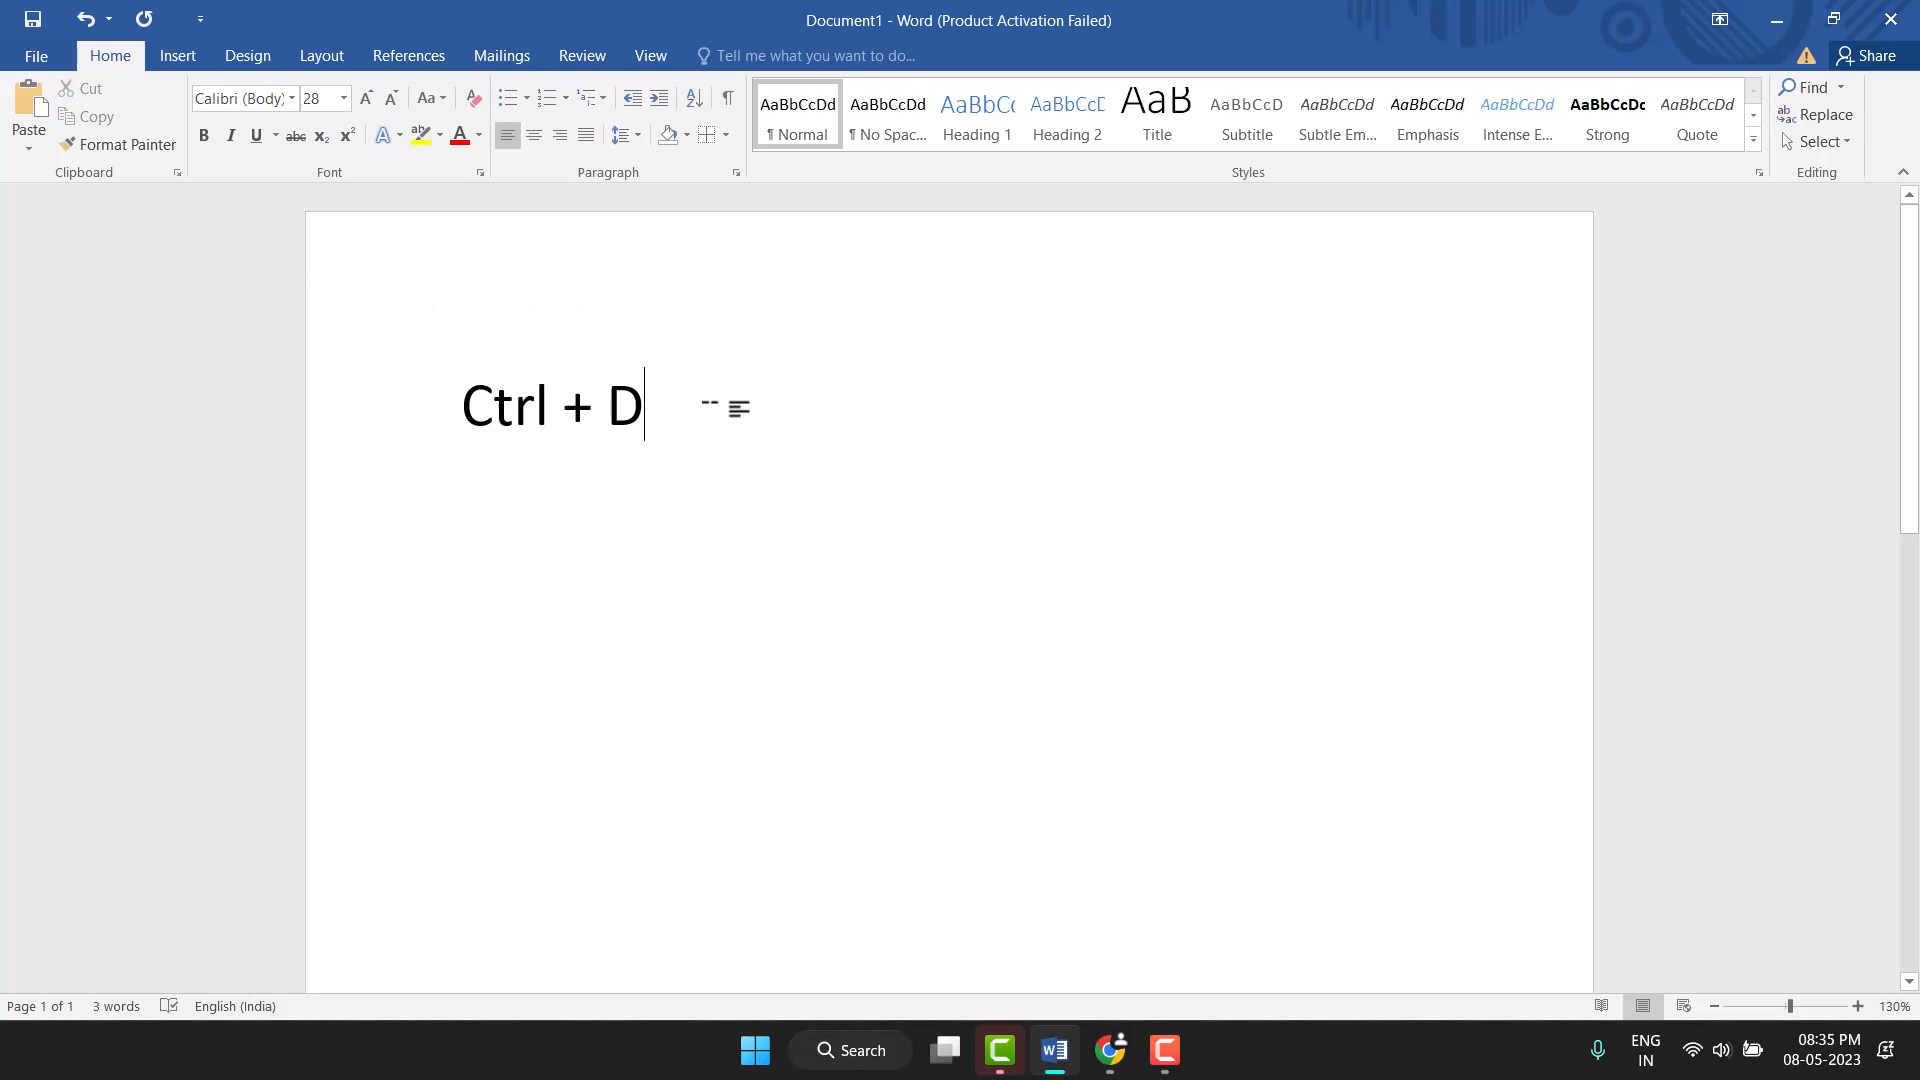 Document1 - Word (Product Activation Failed)
File Home Insert Design Layout References Mailings Review View Tell me what you want to do... Share
Paste
Cut
Copy
Format Painter
Clipboard
Calibri (Body) 28
Font
Paragraph
AaBbCcDd AaBbCcDd AaBbCc AaBbCcD AaB AaBbCcD AaBbCcDd AaBbCcDd AaBbCcDd AaBbCcDc AaBbCcDd
¶ Normal ¶ No Spac... Heading 1 Heading 2 Title Subtitle Subtle Em... Emphasis Intense E... Strong Quote
Styles
Find
Replace
Select
Editing
Ctrl + D
Page 1 of 1 3 words English (India) 130%
Search
ENG
IN
08:35 PM
08-05-2023